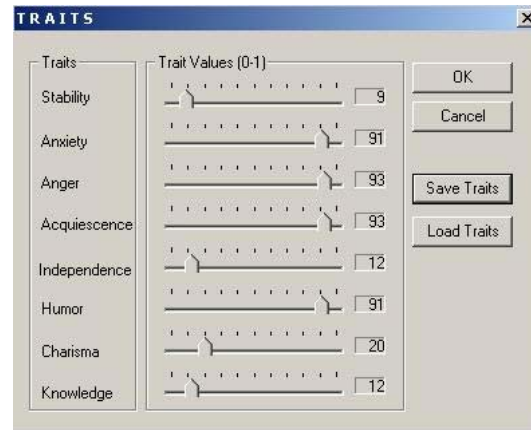 TRAITS
Traits
Trait Values (0-1)
OK
Stability
9
Cancel
Anxiety
91
Anger
93
Save Traits
Acquiescence
93
Load Traits
Independence
12
Humor
91
Charisma
20
Knowledge
12